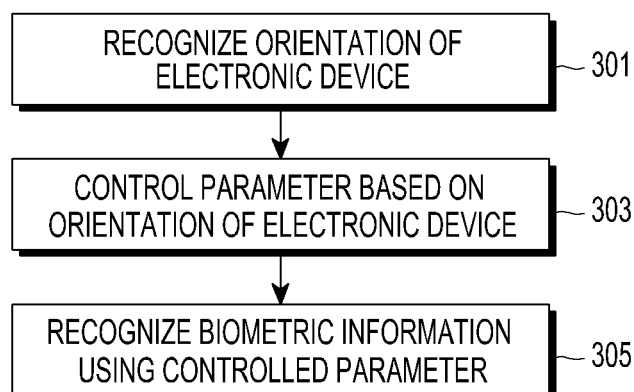 RECOGNIZE ORIENTATION OF
ELECTRONIC DEVICE
301
CONTROL PARAMETER BASED ON
ORIENTATION OF ELECTRONIC DEVICE
303
RECOGNIZE BIOMETRIC INFORMATION
USING CONTROLLED PARAMETER
305